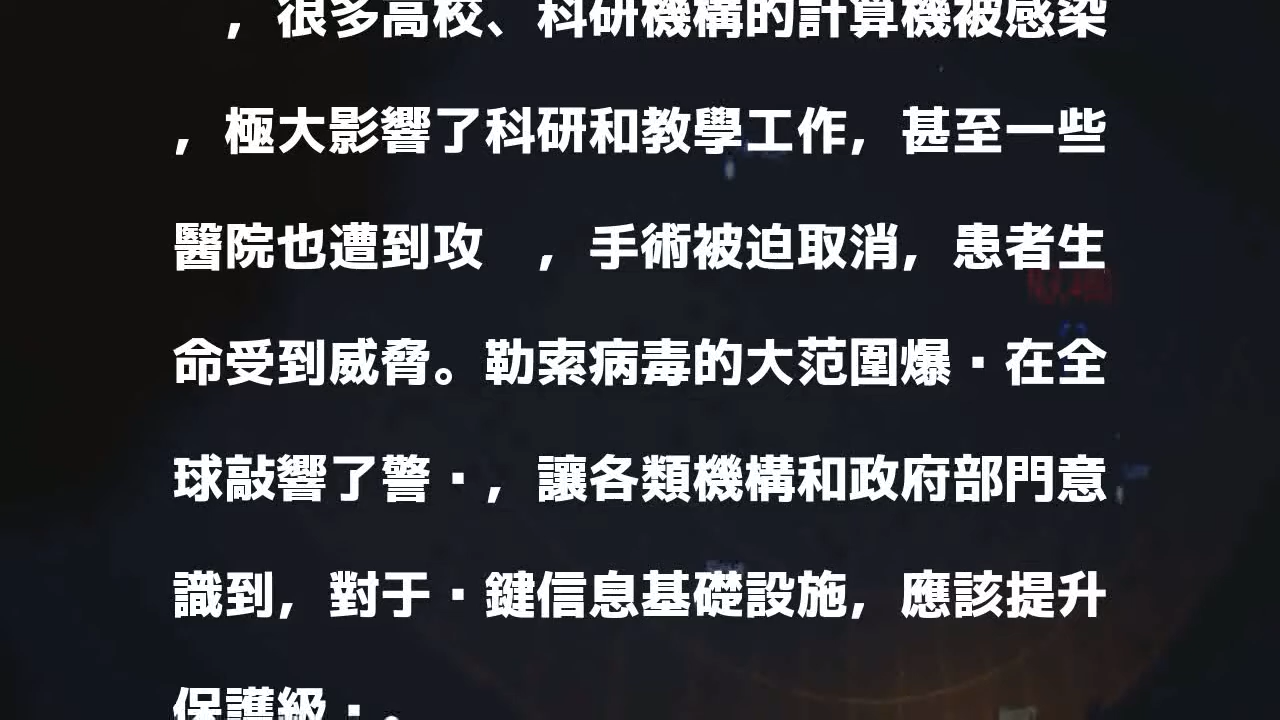 ，很多高校、科研機構的計算機被感染
，極大影響了科研和教學工作，甚至一些
醫院也遭到攻　，手術被迫取消，患者生
命受到威脅。勒索病毒的大范圍爆·在全
球敲響了警·，讓各類機構和政府部門意
識到，對于·鍵信息基礎設施，應該提升
保護級·。